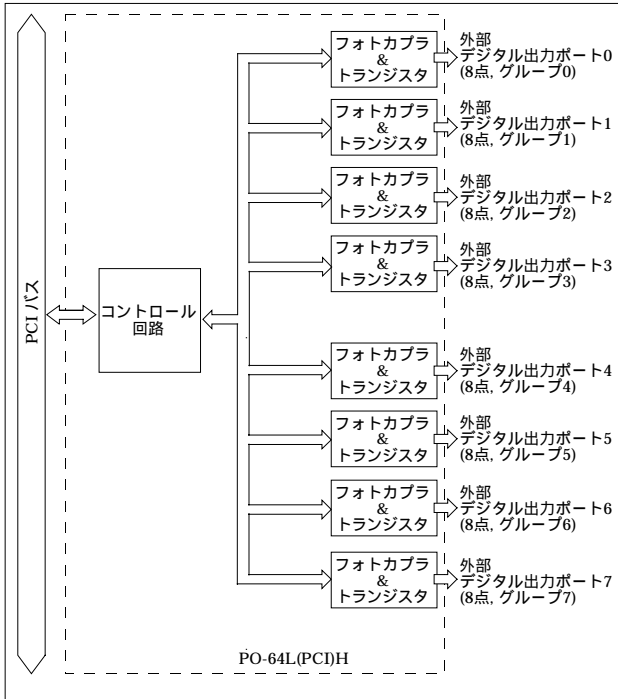 PCI バス
コントロール
回路
フォトカプラ
&
トランジスタ
外部
デジタル出力ポート0
(8点, グループ0)
フォトカプラ
&
トランジスタ
外部
デジタル出力ポート1
(8点, グループ1)
フォトカプラ
&
トランジスタ
外部
デジタル出力ポート2
(8点, グループ2)
フォトカプラ
&
トランジスタ
外部
デジタル出力ポート3
(8点, グループ3)
フォトカプラ
&
トランジスタ
外部
デジタル出力ポート4
(8点, グループ4)
フォトカプラ
&
トランジスタ
外部
デジタル出力ポート5
(8点, グループ5)
フォトカプラ
&
トランジスタ
外部
デジタル出力ポート6
(8点, グループ6)
フォトカプラ
&
トランジスタ
外部
デジタル出力ポート7
(8点, グループ7)
PO-64L(PCI)H